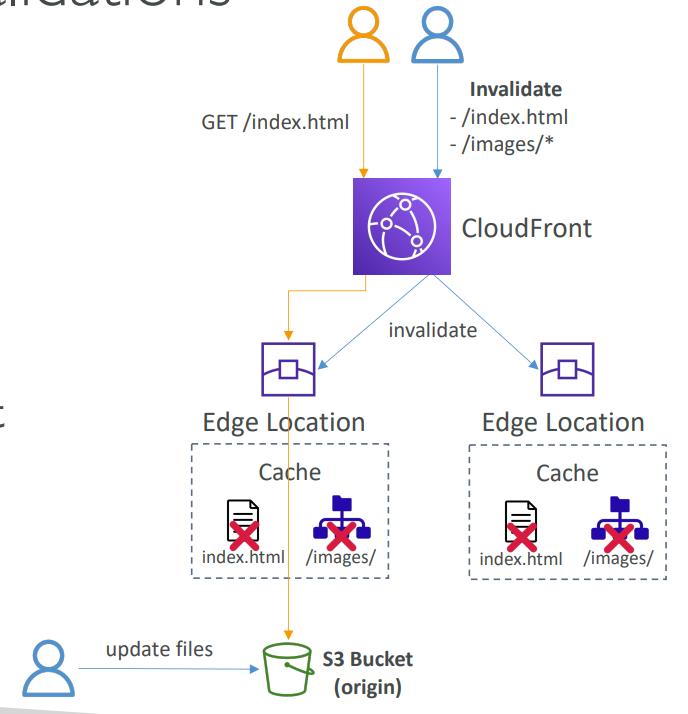 Invalidate
GET /index.html
- /index.html
- /images/*
CloudFront
invalidate
Edge Location
Edge Location
Cache
Cache
index.html
/images/
index.html
/images/
update files
S3 Bucket
(origin)